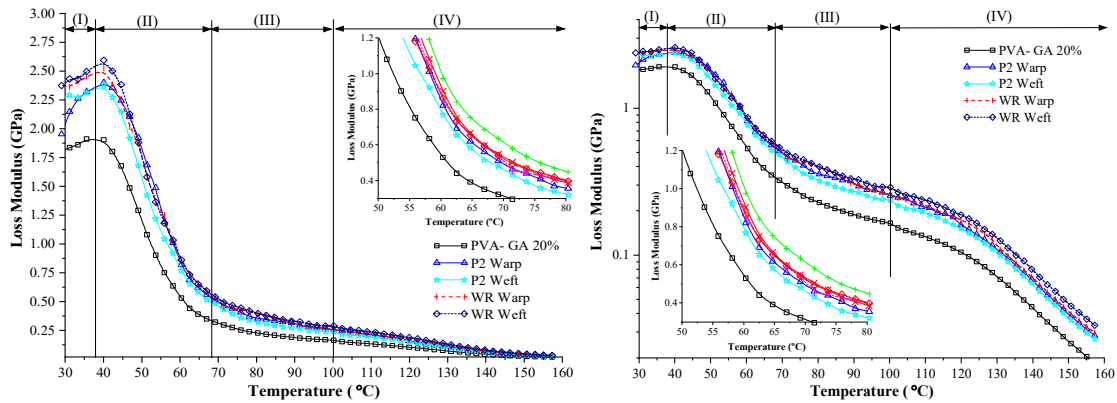 (I) (II) (III) (IV)
3.00
2.75
2.50
2.25
2.00
1.75
1.50
1.25
1.00
0.75
0.50
0.25
Loss Modulus (GPa)
30 40 50 60 70 80 90 100 110 120 130 140 150 160
Temperature (°C)
1.2
1.0
0.8
0.6
0.4
Loss Modulus (GPa)
50 55 60 65 70 75 80
Temperature (°C)
PVA- GA 20%
P2 Warp
P2 Weft
WR Warp
WR Weft
(I) (II) (III) (IV)
1
0.1
Loss Modulus (GPa)
30 40 50 60 70 80 90 100 110 120 130 140 150 160
Temperature (°C)
PVA- GA 20%
P2 Warp
P2 Weft
WR Warp
WR Weft
1.2
1.0
0.8
0.6
0.4
Loss Modulus (GPa)
50 55 60 65 70 75 80
Temperature (°C)